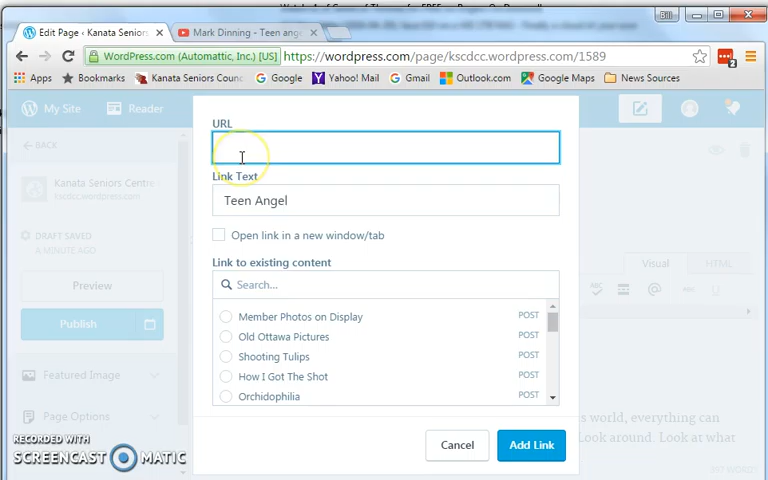 Bill
Edit Page ‹ Kanata Seniors
Mark Dinning - Teen ang
WordPress.com (Automattic, Inc.) [US]
https://wordpress.com/page/kscdcc.wordpress.com/1589
2
Apps
Bookmarks
Kanata Seniors Counc
Google
Yahoo! Mail
Gmail
Outlook.com
Google Maps
News Sources
My Site
Reader
BACK
Kanata Seniors Centre
kscdcc.wordpress.com
DRAFT SAVED
A MINUTE AGO
Preview
Publish
Featured Image
Page Options
URL
Link Text
Teen Angel
Open link in a new window/tab
Link to existing content
Search...
Member Photos on Display POST
Old Ottawa Pictures POST
Shooting Tulips POST
How I Got The Shot POST
Orchidophilia POST
Cancel
Add Link
Visual
HTML
ABC
s world, everything can
Look around. Look at what
RECORDED WITH
SCREENCAST MATIC